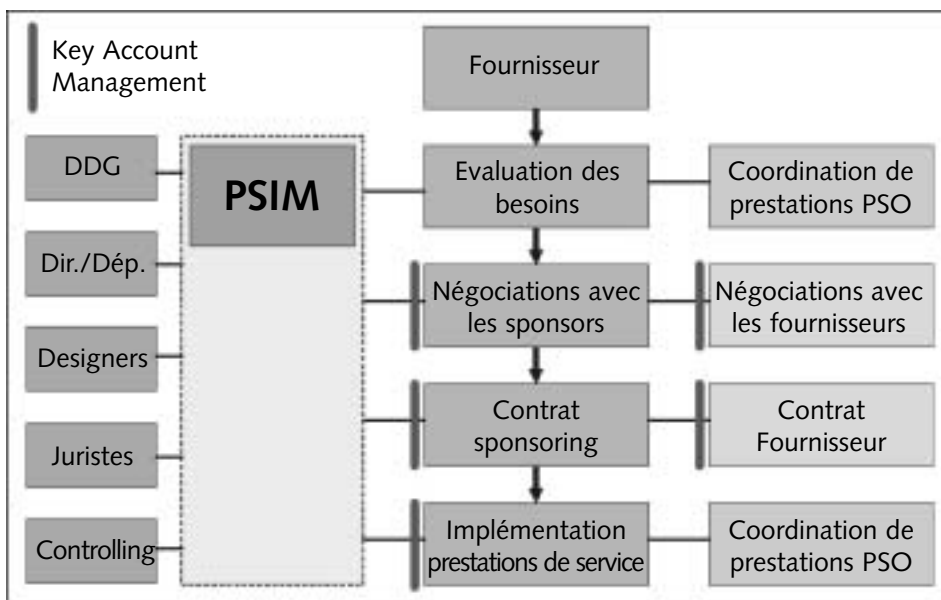 Key Account
Management
Fournisseur
DDG
PSIM
Evaluation des
besoins
Coordination de
prestations PSO
Dir./Dép.
Négociations avec
les sponsors
Négociations avec
les fournisseurs
Designers
Contrat
sponsoring
Contrat
Fournisseur
Juristes
Controlling
Implémentation
prestations de service
Coordination de
prestations PSO